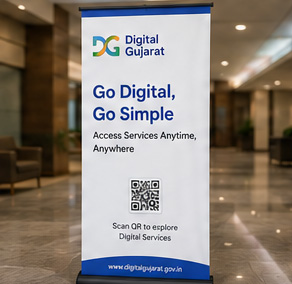 Digital
Gujarat
Go Digital,
Go Simple
Access Services Anytime,
Anywhere
Scan QR to explore
Digital Services
www.digitalgujarat.gov.in